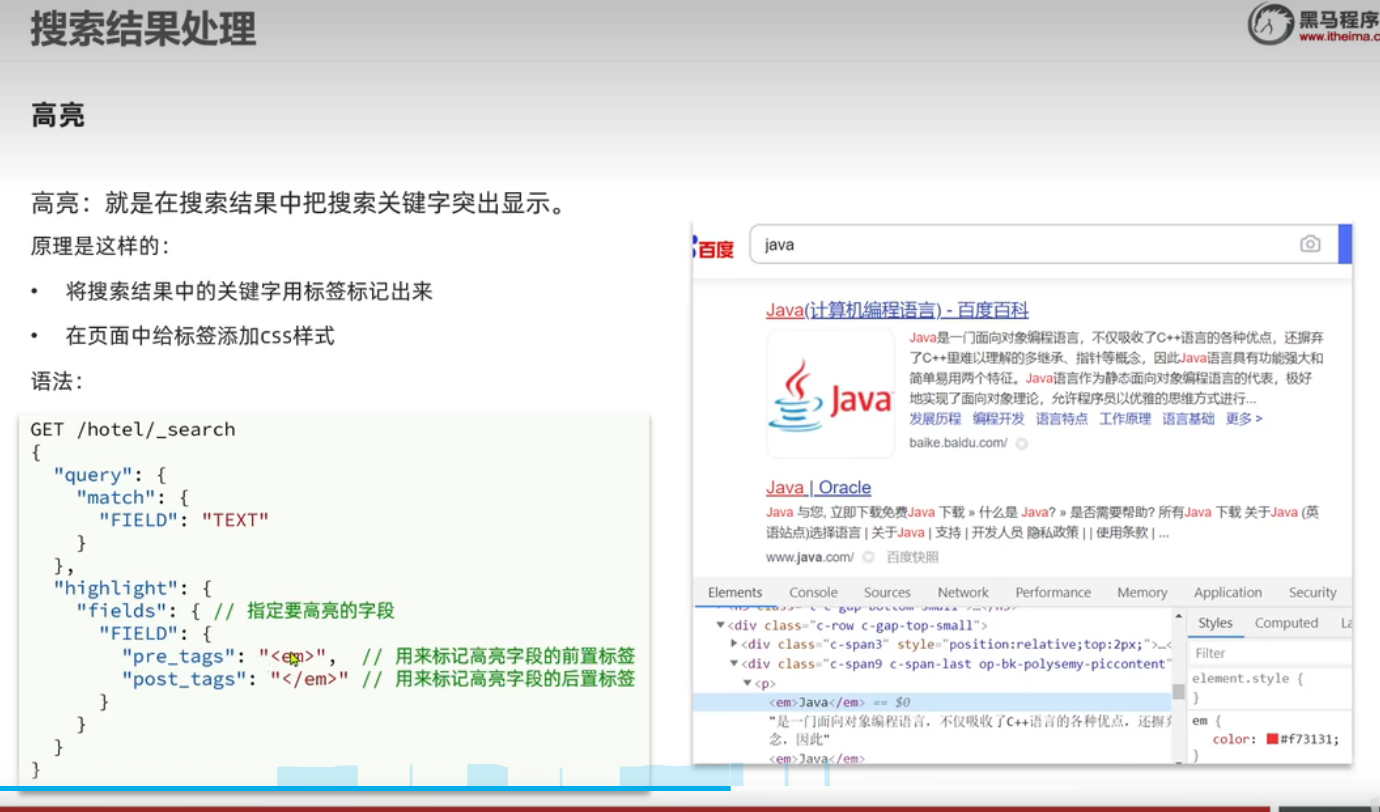 搜索结果处理
黑马程序
www.itheima.c
高亮
高亮：就是在搜索结果中把搜索关键字突出显示。
原理是这样的：
• 将搜索结果中的关键字用标签标记出来
• 在页面中给标签添加css样式
语法：
GET /hotel/_search
{
"query": {
"match": {
"FIELD": "TEXT"
}
},
"highlight": {
"fields": { // 指定要高亮的字段
"FIELD": {
"pre_tags": "<em>", // 用来标记高亮字段的前置标签
"post_tags": "</em>" // 用来标记高亮字段的后置标签
}
}
}
}
百度
java
Java(计算机编程语言) - 百度百科
Java是一门面向对象编程语言，不仅吸收了C++语言的各种优点，还摒弃
了C++里难以理解的多继承、指针等概念，因此Java语言具有功能强大和
简单易用两个特征。Java语言作为静态面向对象编程语言的代表，极好
地实现了面向对象理论，允许程序员以优雅的思维方式进行...
发展历程 编程开发 语言特点 工作原理 语言基础 更多 >
baike.baidu.com/
Java
Java | Oracle
Java 与您, 立即下载免费Java 下载 » 什么是 Java? » 是否需要帮助? 所有Java 下载 关于Java (英
语站点)选择语言 | 关于Java | 支持 | 开发人员 隐私政策 | | 使用条款 | ...
www.java.com/ 百度快照
Elements Console Sources Network Performance Memory Application Security
<div class="c-row c-gap-top-small">
<div class="c-span3" style="position:relative;top:2px;">…<
<div class="c-span9 c-span-last op-bk-polysemy-piccontent"
<p>
<em>Java</em> == $0
"是一门面向对象编程语言，不仅吸收了C++语言的各种优点，还摒弃
念，因此"
<em>Java</em>
Styles Computed La
Filter
element.style {
}
em {
color: #f73131;
}